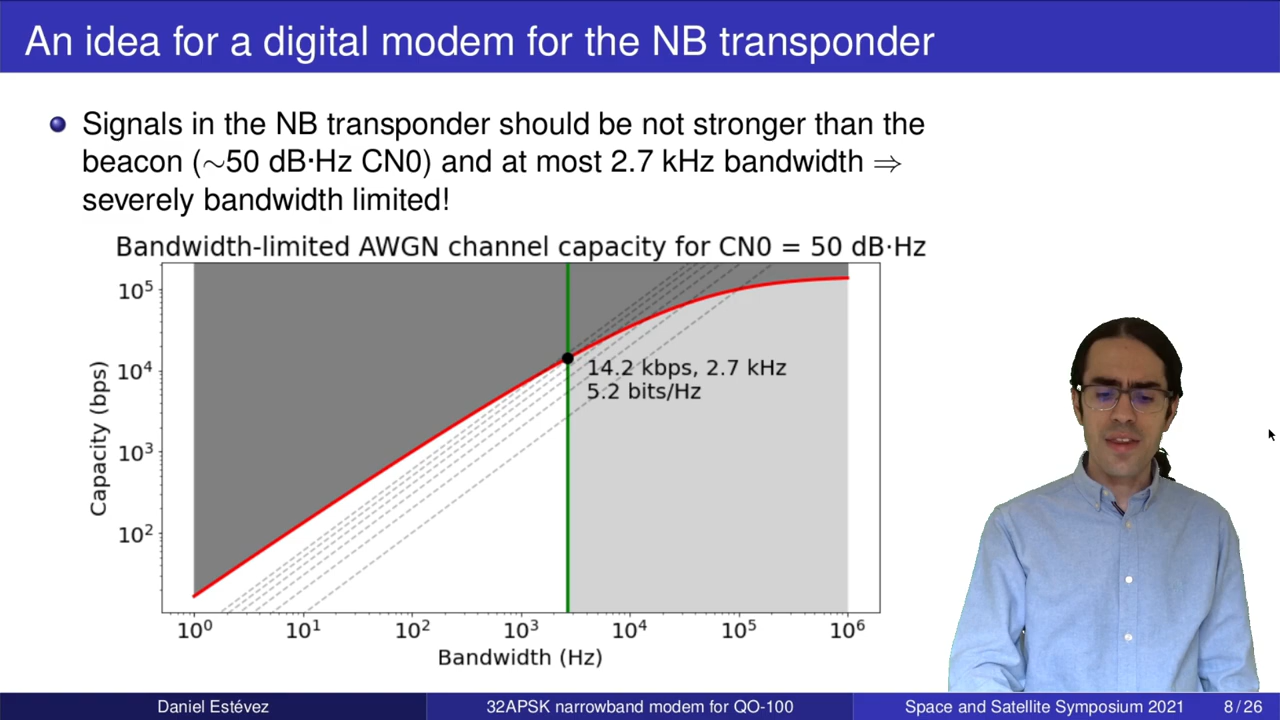 An idea for a digital modem for the NB transponder
Signals in the NB transponder should be not stronger than the
beacon (∼50 dB·Hz CN0) and at most 2.7 kHz bandwidth ⇒
severely bandwidth limited!
Bandwidth-limited AWGN channel capacity for CN0 = 50 dB·Hz
10⁵
10⁴
10³
10²
Capacity (bps)
14.2 kbps, 2.7 kHz
5.2 bits/Hz
10⁰ 10¹ 10² 10³ 10⁴ 10⁵ 10⁶
Bandwidth (Hz)
Daniel Estévez 32APSK narrowband modem for QO-100 Space and Satellite Symposium 2021 8 / 26